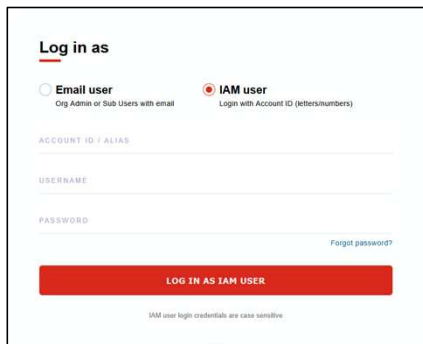 Log in as
Email user
Org Admin or Sub Users with email
IAM user
Login with Account ID (letters/numbers)
ACCOUNT ID / ALIAS
USERNAME
PASSWORD
Forgot password?
LOG IN AS IAM USER
IAM user login credentials are case sensitive